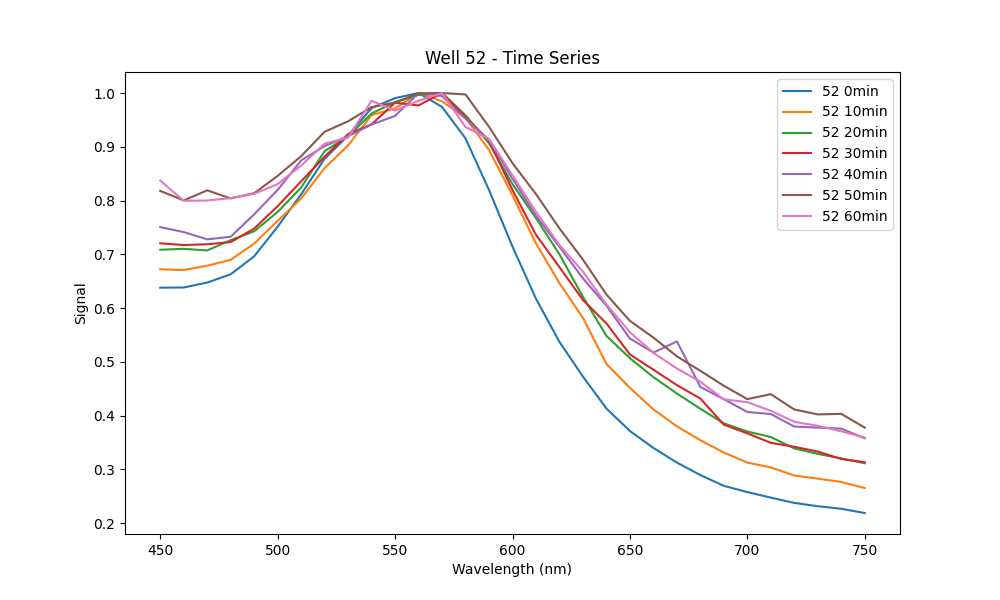 Well 52 - Time Series
Signal
1.0
0.9
0.8
0.7
0.6
0.5
0.4
0.3
0.2
52 0min
52 10min
52 20min
52 30min
52 40min
52 50min
52 60min
450 500 550 600 650 700 750
Wavelength (nm)